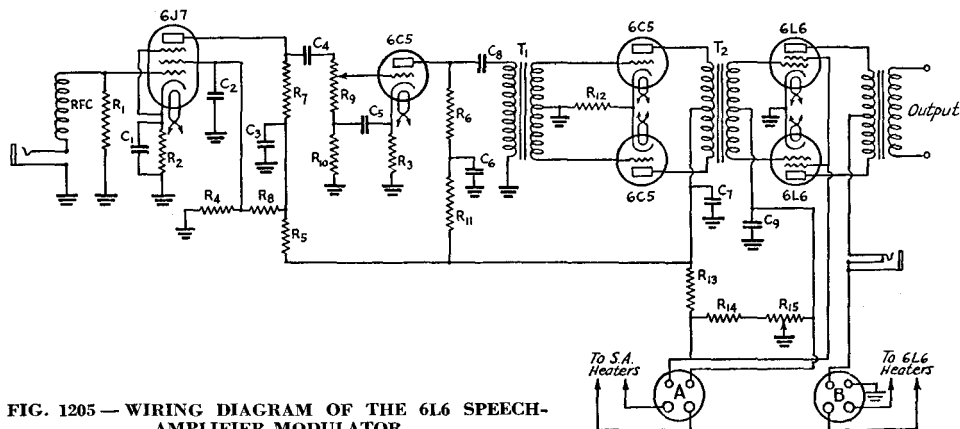 6J7
C4
6C5
C8
T1
6C5
T2
6L6
RFC
R1
C2
R7
R9
R12
Output
C1
R2
C3
C5
R6
R10
R3
C6
6C5
6L6
R4
R8
R11
C7
C9
R5
R13
R14
R15
To S.A.
Heaters
A
B
To 6L6
Heaters
FIG. 1205 — WIRING DIAGRAM OF THE 6L6 SPEECH-
AMPLIFIER MODULATOR